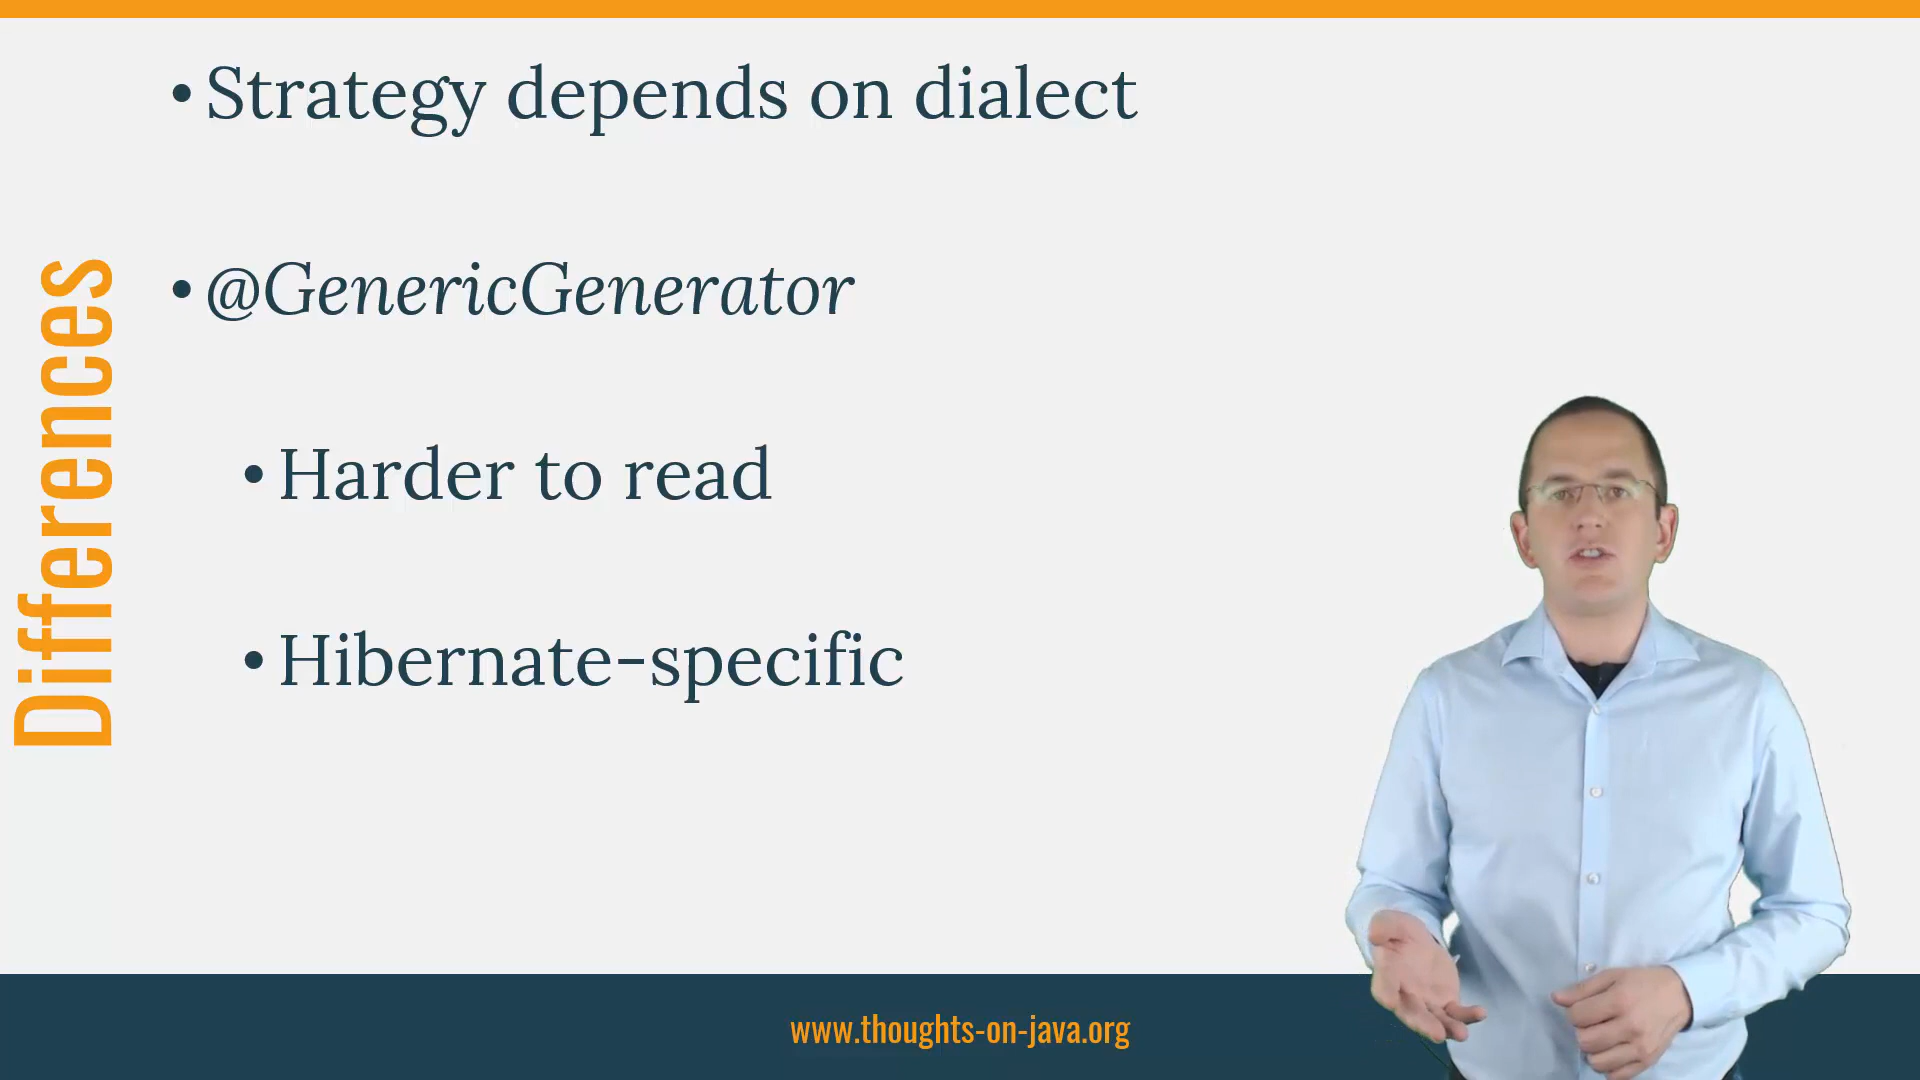 Differences
• Strategy depends on dialect
• @GenericGenerator
• Harder to read
• Hibernate-specific
www.thoughts-on-java.org